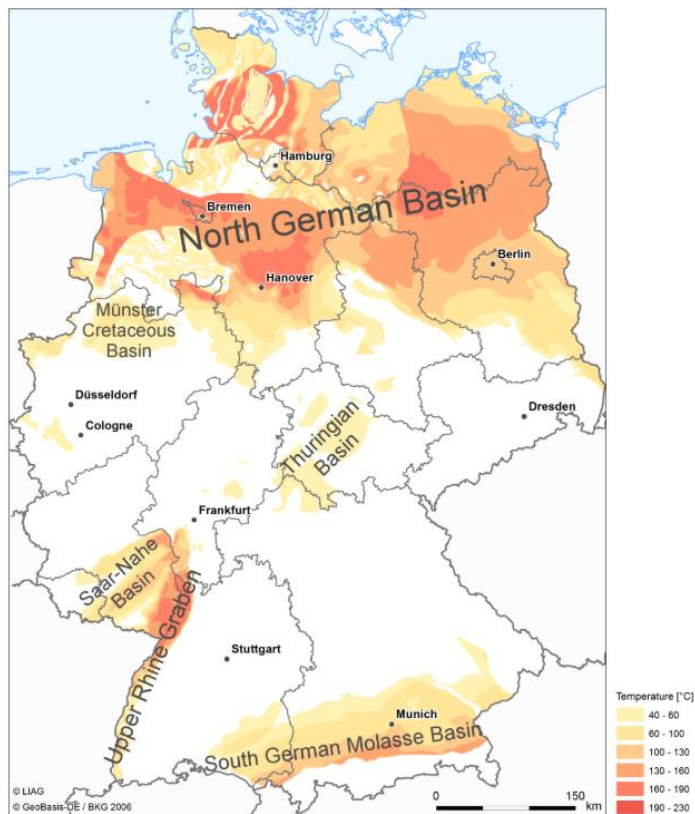 Hamburg
Bremen
North German Basin
Berlin
Hanover
Münster
Cretaceous
Basin
Düsseldorf
Cologne
Dresden
Thuringian
Basin
Frankfurt
Saar-Nahe
Basin
Upper Rhine Graben
Stuttgart
Munich
South German Molasse Basin
Temperature [°C]
40 - 60
60 - 100
100 - 130
130 - 160
160 - 190
190 - 230
© LIAG
© GeoBasis-DE / BKG 2006
0 150
km